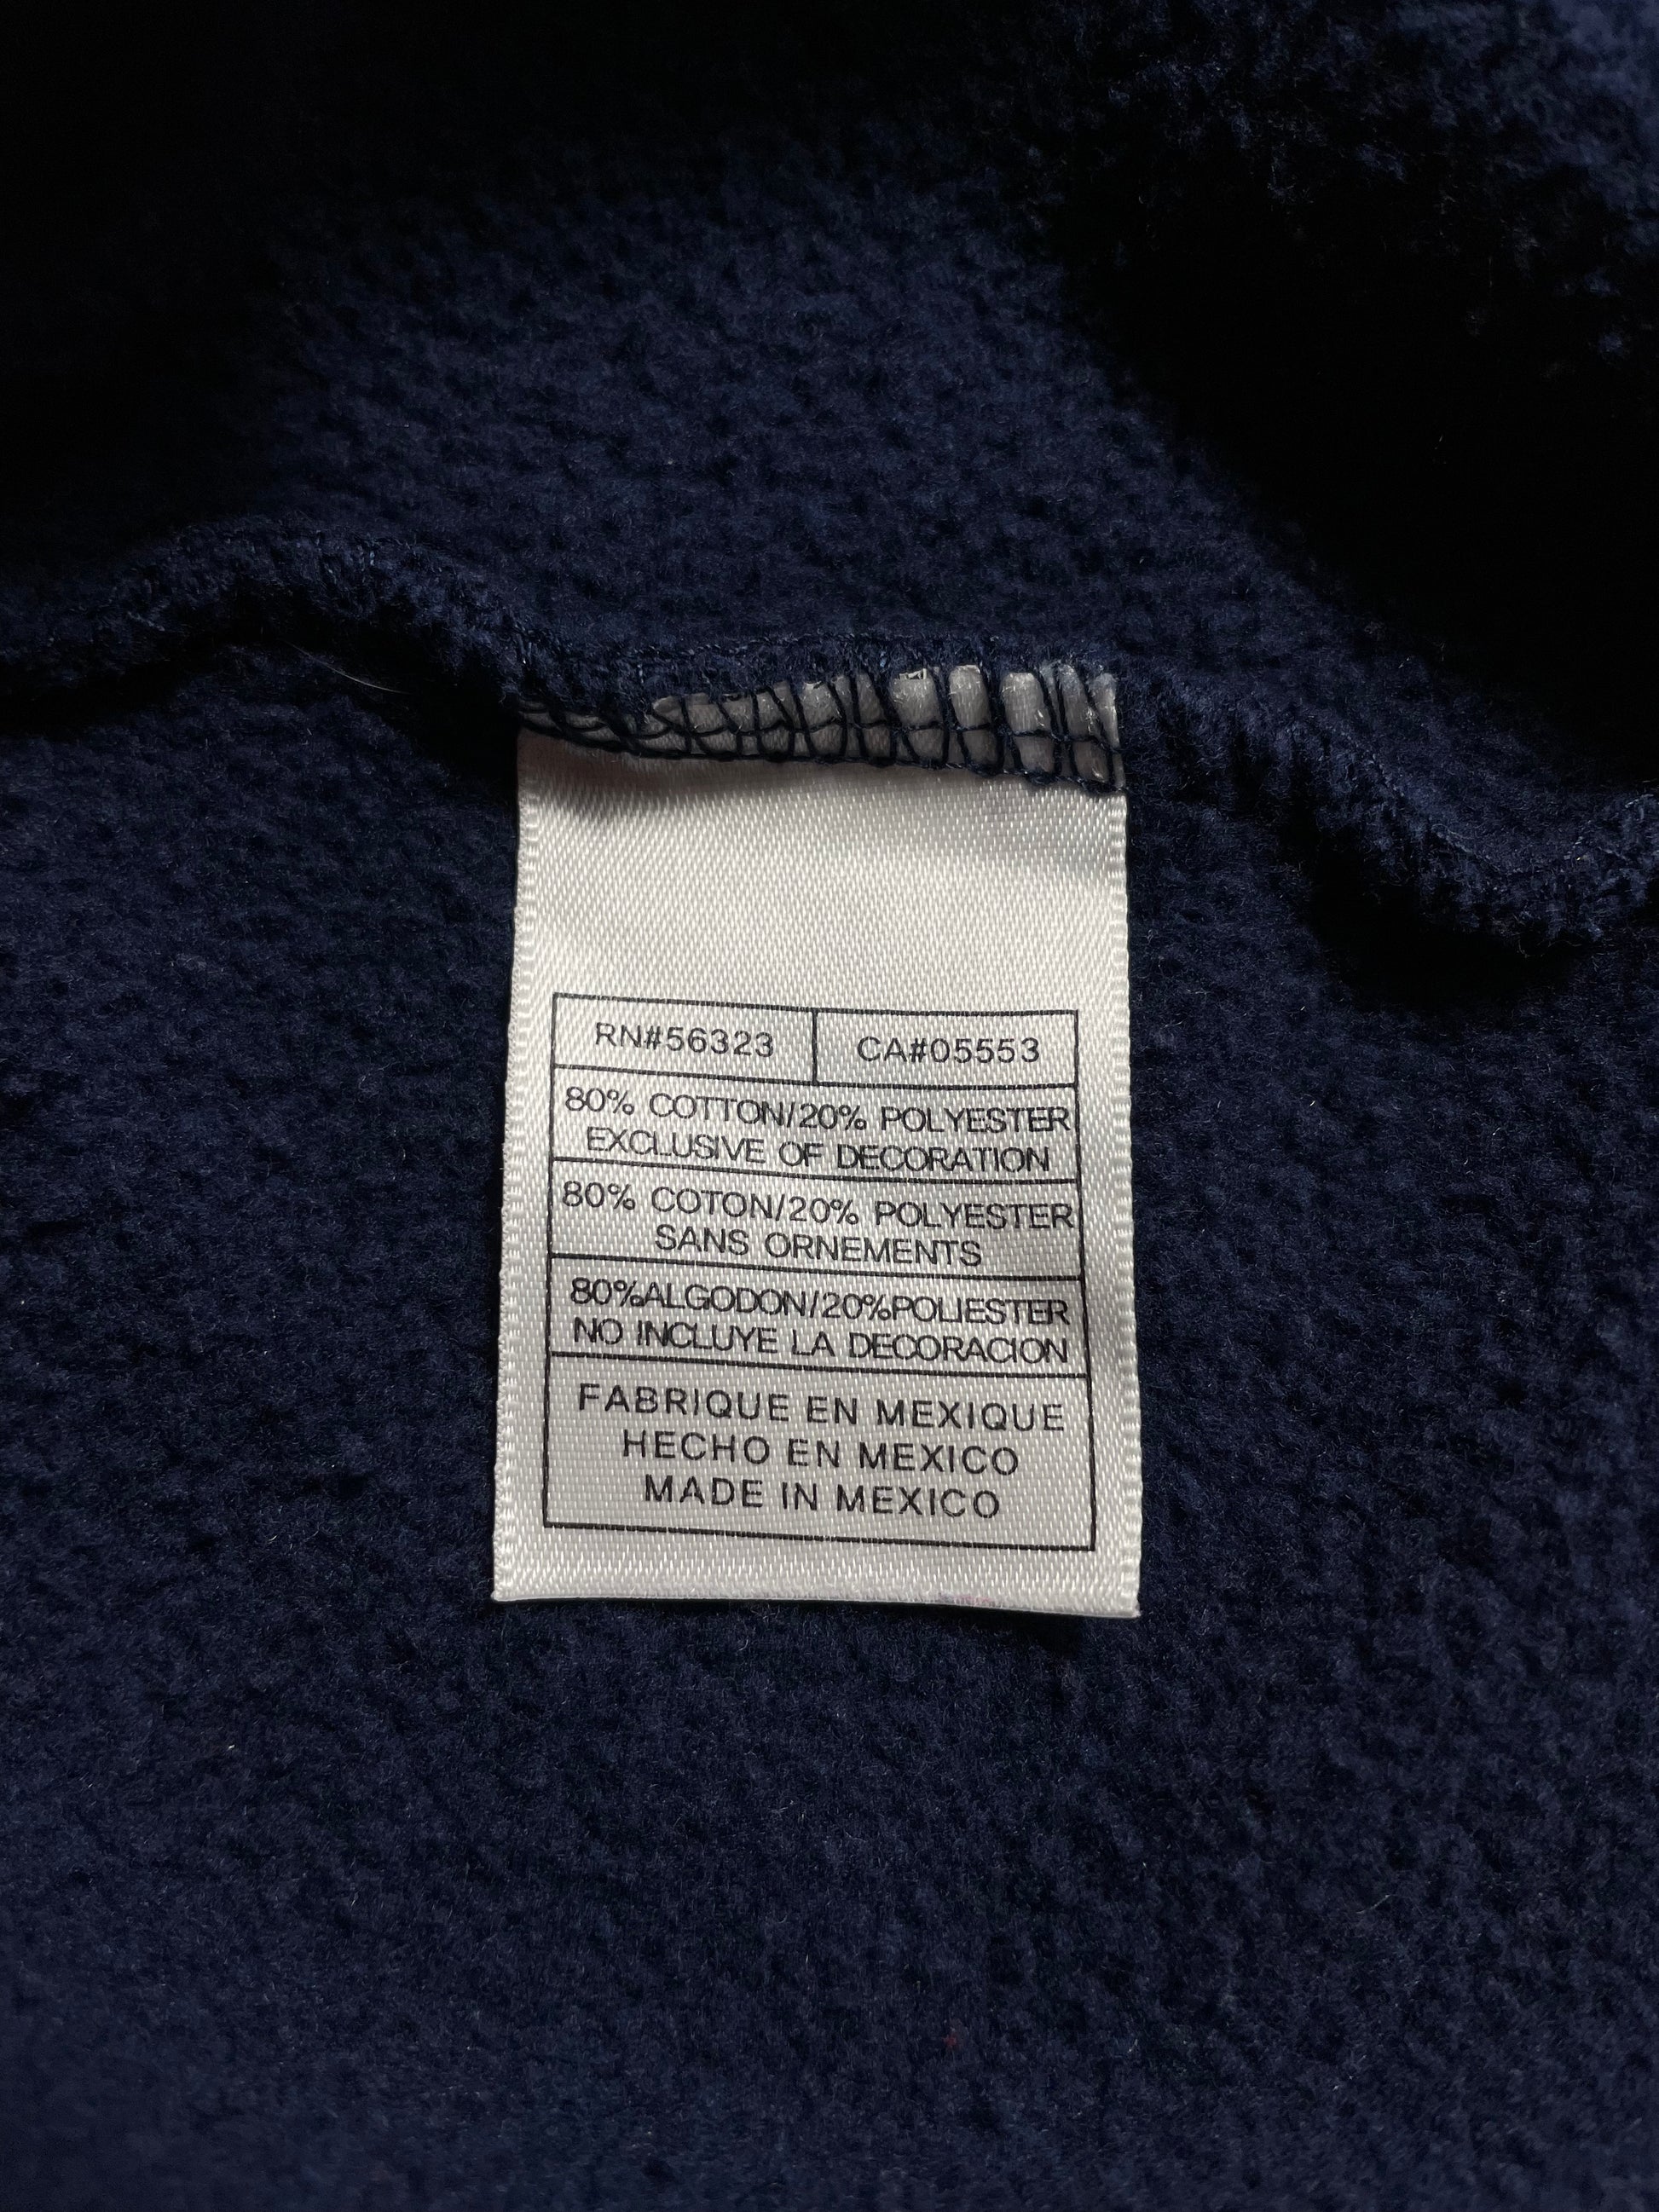 RN#56323 CA#05553
80% COTTON/20% POLYESTER
EXCLUSIVE OF DECORATION
80% COTON/20% POLYESTER
SANS ORNEMENTS
80%ALGODON/20%POLIESTER
NO INCLUYE LA DECORACION
FABRIQUE EN MEXIQUE
HECHO EN MEXICO
MADE IN MEXICO